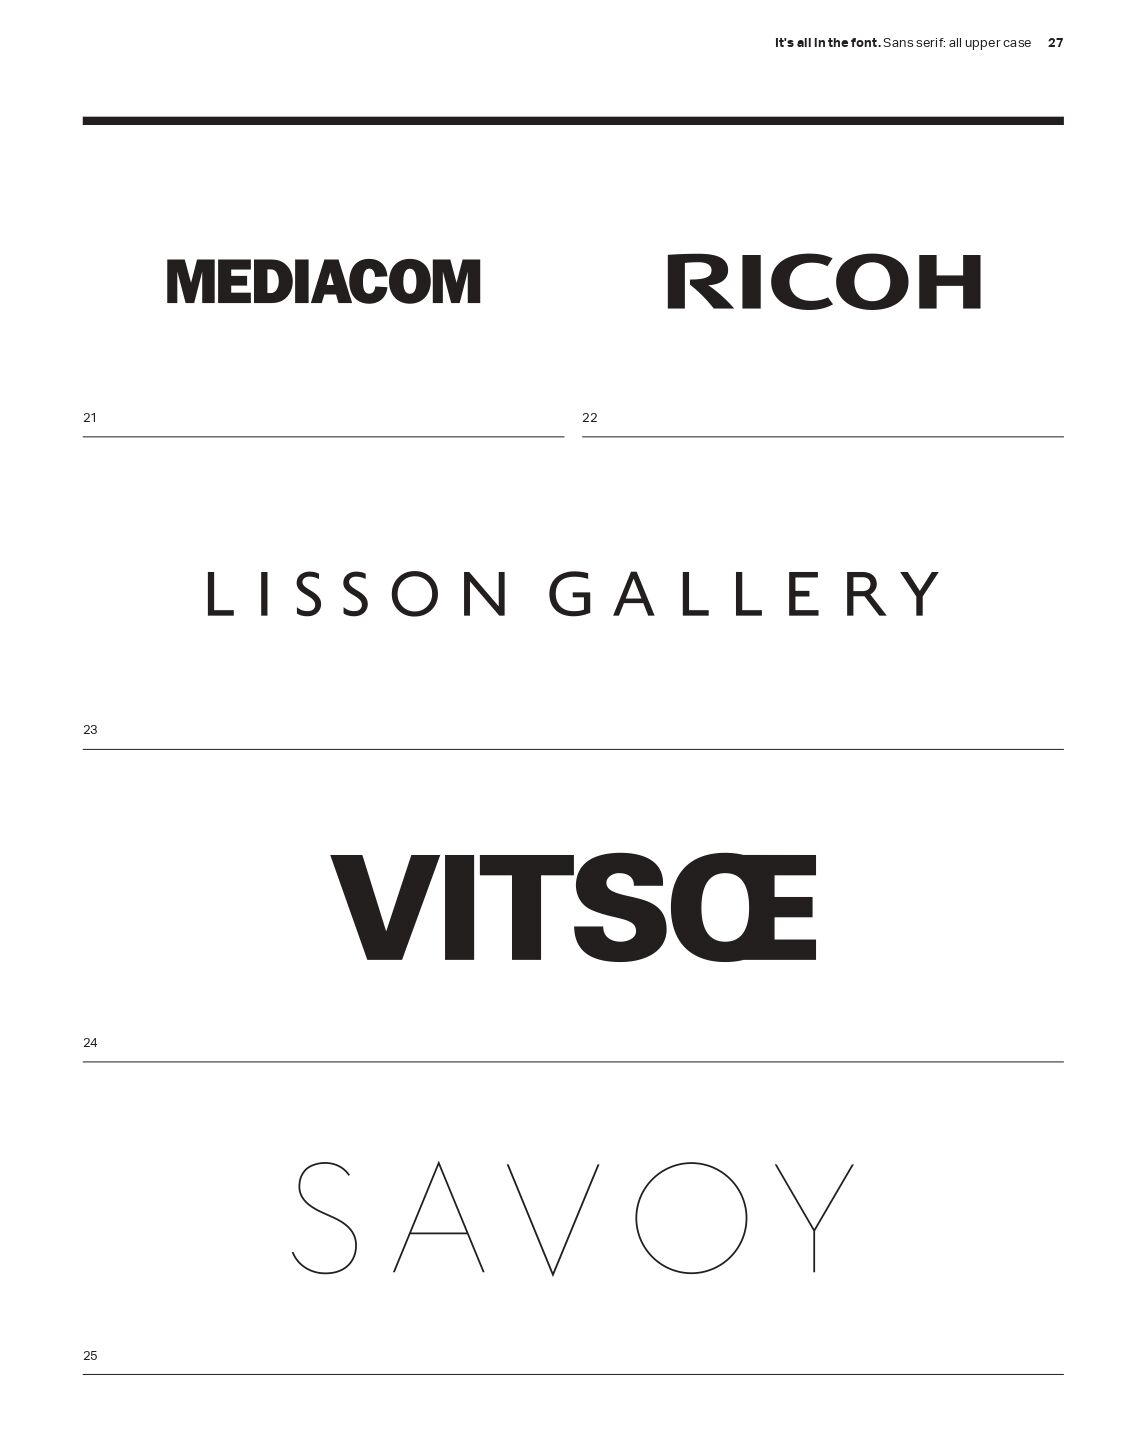 It's all in the font. Sans serif: all upper case 27
MEDIACOM
RICOH
21
22
LISSON GALLERY
23
VITSŒ
24
SAVOY
25